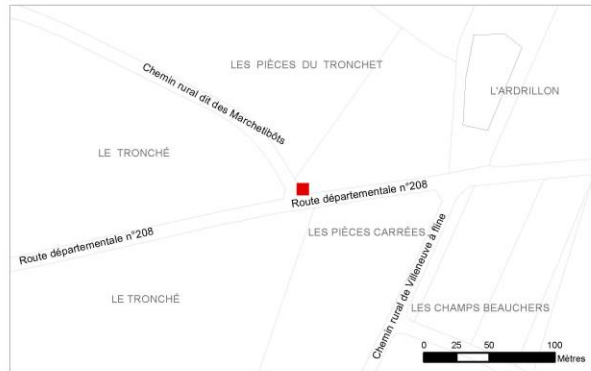 LES PIÈCES DU TRONCHET
Chemin rural dit des Marchetibôts
L'ARDRILLON
LE TRONCHÉ
Route départementale n°208
LES PIÈCES CARRÉES
Route départementale n°208
Chemin rural de Villeneuve à fline
LE TRONCHÉ
LES CHAMPS BEAUCHERS
0 25 50 100
Mètres